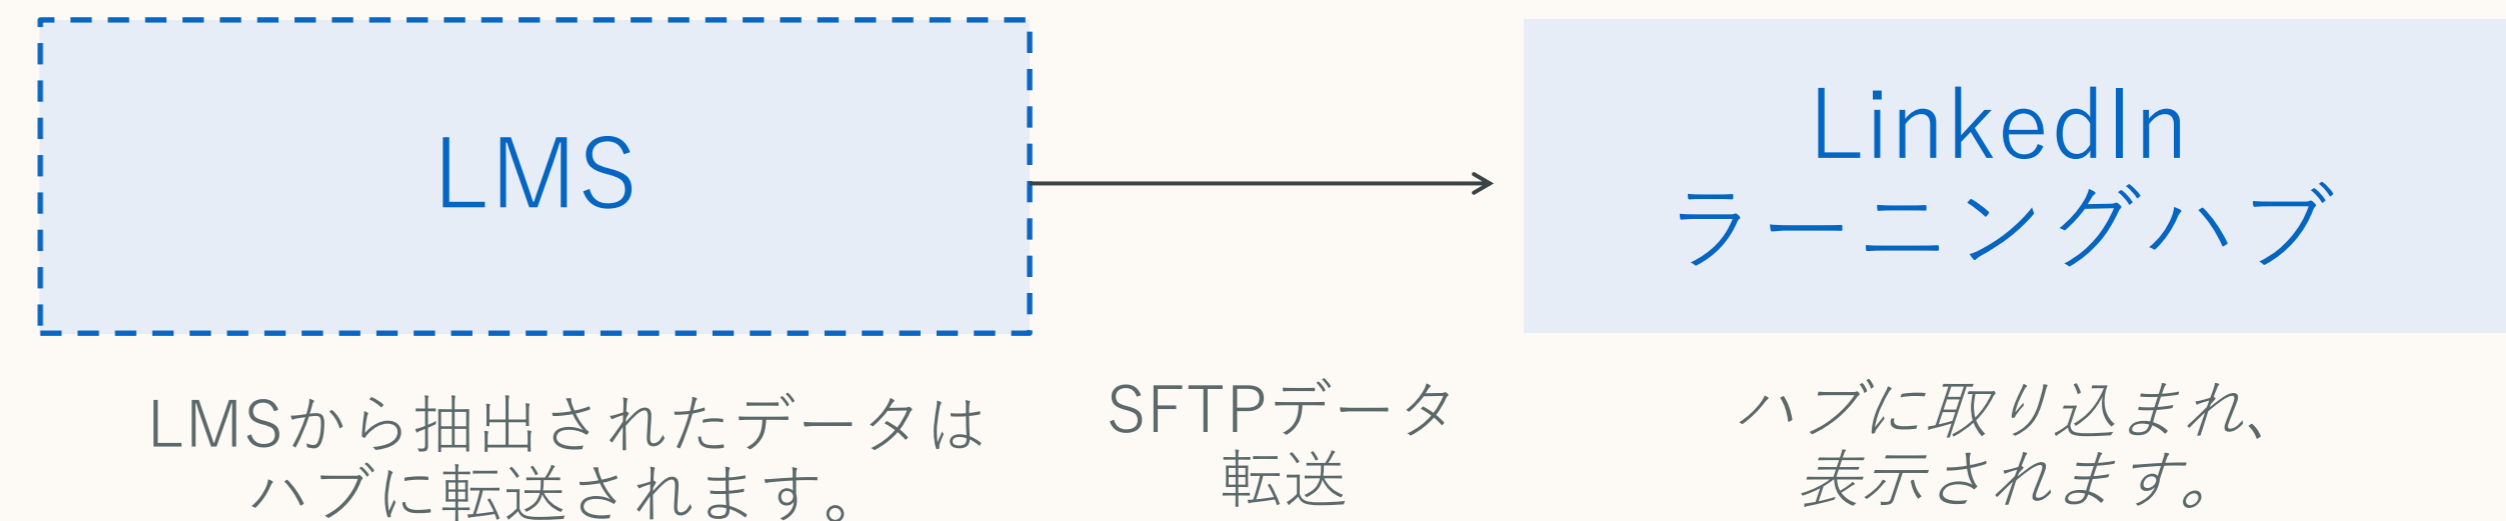 LMS
LinkedIn
ラーニングハブ
LMSから抽出されたデータは
ハブに転送されます。
SFTPデータ
転送
ハブに取り込まれ、
表示されます。